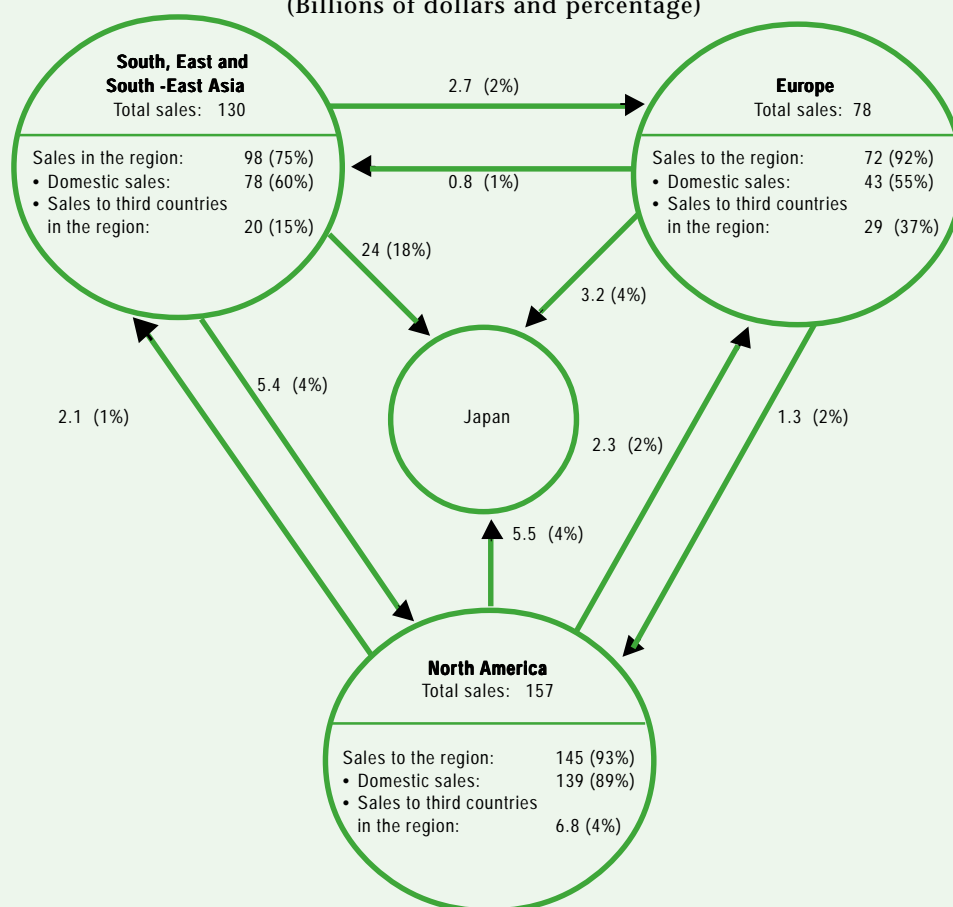 (Billions of dollars and percentage)
South, East and
South -East Asia
Total sales: 130
Sales in the region: 98 (75%)
• Domestic sales: 78 (60%)
• Sales to third countries
in the region: 20 (15%)
2.7 (2%)
0.8 (1%)
Europe
Total sales: 78
Sales to the region: 72 (92%)
• Domestic sales: 43 (55%)
• Sales to third countries
in the region: 29 (37%)
24 (18%)
3.2 (4%)
5.4 (4%)
2.1 (1%)
Japan
2.3 (2%)
1.3 (2%)
5.5 (4%)
North America
Total sales: 157
Sales to the region: 145 (93%)
• Domestic sales: 139 (89%)
• Sales to third countries
in the region: 6.8 (4%)